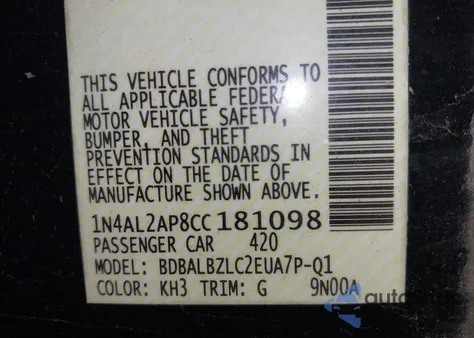 THIS VEHICLE CONFORMS TO
ALL APPLICABLE FEDERAL
MOTOR VEHICLE SAFETY,
BUMPER, AND THEFT
PREVENTION STANDARDS IN
EFFECT ON THE DATE OF
MANUFACTURE SHOWN ABOVE.
1N4AL2AP8CC181098
PASSENGER CAR 420
MODEL: BDBALBZLC2EUA7P-Q1
COLOR: KH3 TRIM: G 9N00A